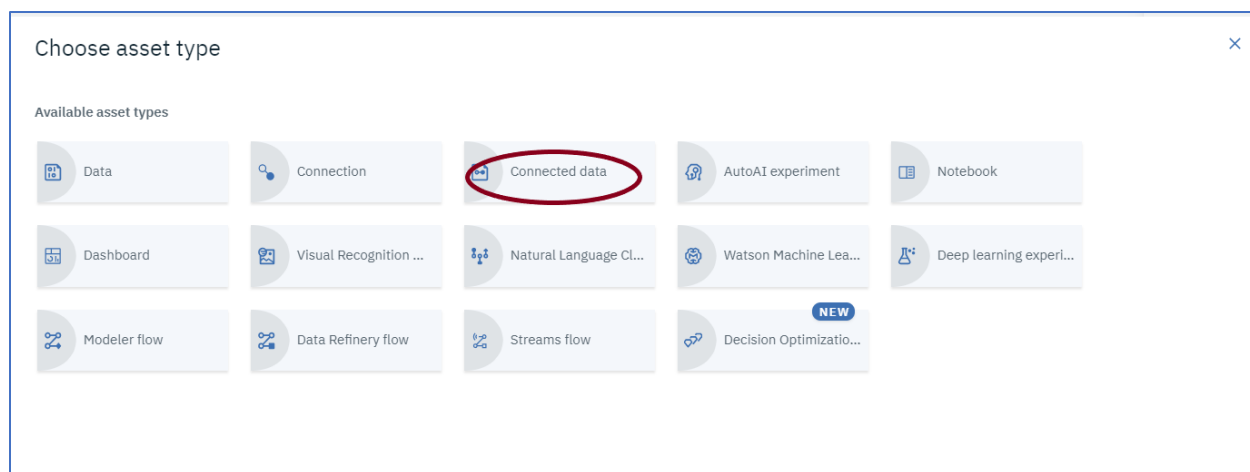 Choose asset type
Available asset types
Data
Connection
Connected data
AutoAI experiment
Notebook
Dashboard
Visual Recognition ...
Natural Language Cl...
Watson Machine Lea...
Deep learning experi...
NEW
Modeler flow
Data Refinery flow
Streams flow
Decision Optimizatio...